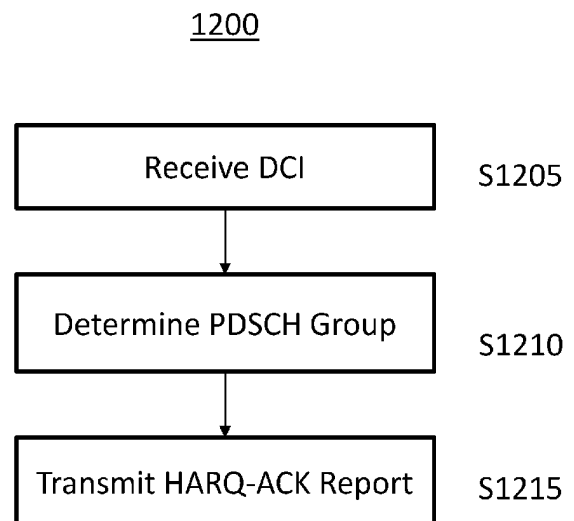 1200
Receive DCI
S1205
Determine PDSCH Group
S1210
Transmit HARQ-ACK Report
S1215